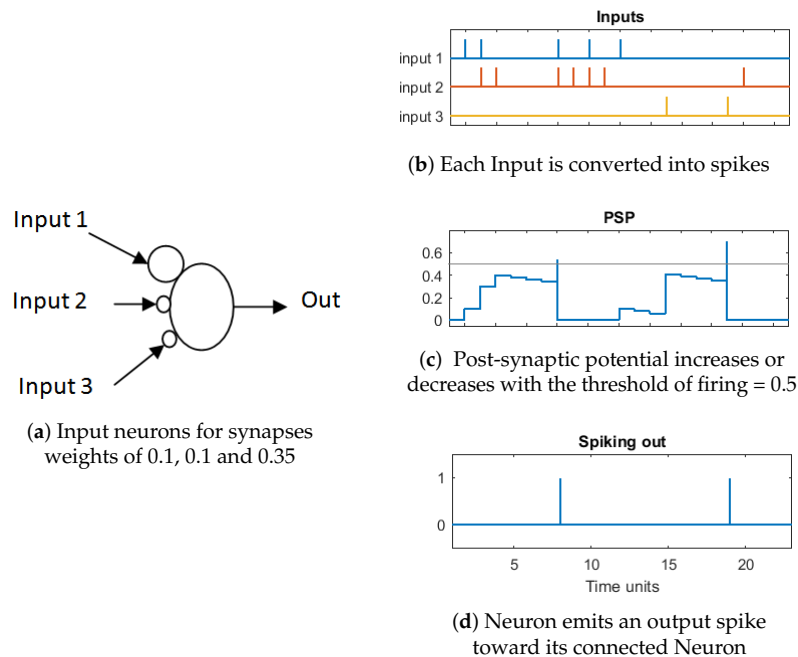 Input 1
Input 2
Input 3
Out
(a) Input neurons for synapses
weights of 0.1, 0.1 and 0.35
Inputs
input 1
input 2
input 3
(b) Each Input is converted into spikes
PSP
0.6
0.4
0.2
0
(c) Post-synaptic potential increases or
decreases with the threshold of firing = 0.5
Spiking out
1
0
5 10 15 20
Time units
(d) Neuron emits an output spike
toward its connected Neuron